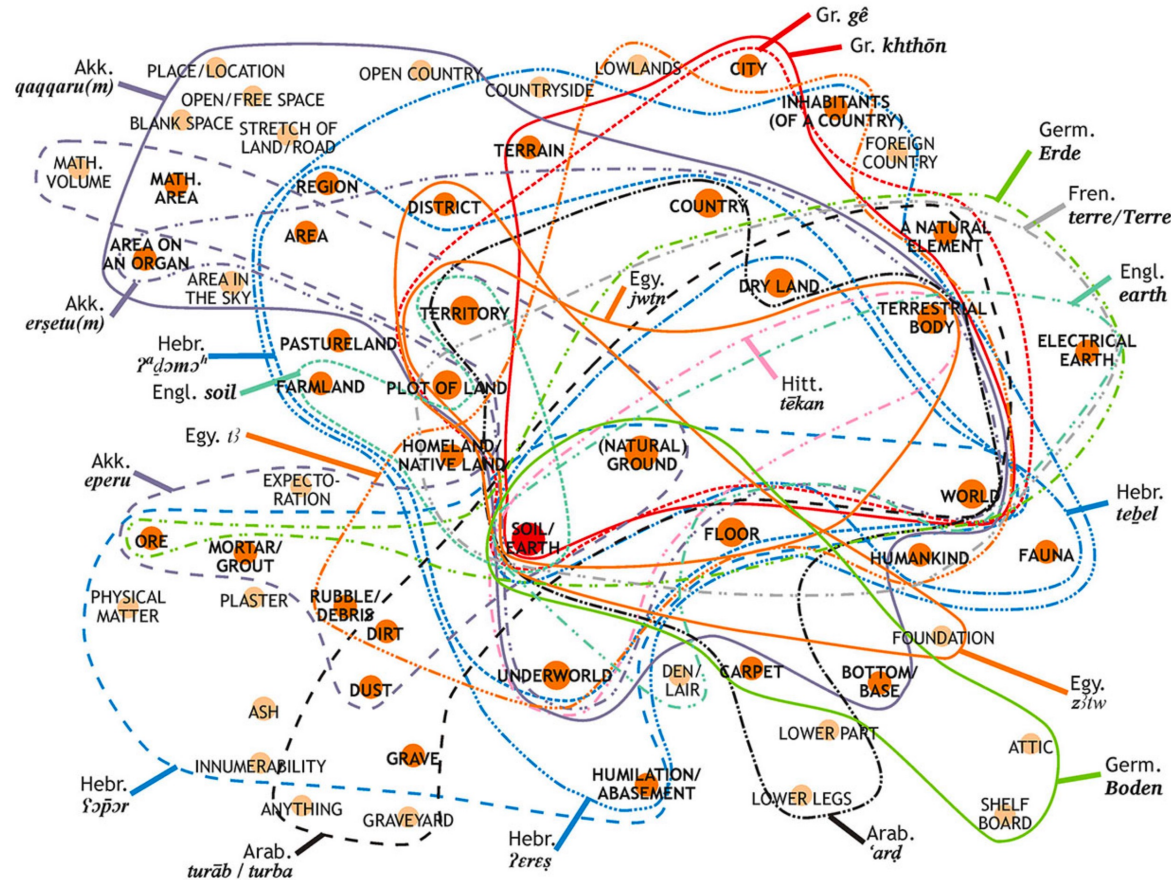 Gr. gê
Gr. khthōn
Akk.
qaqqaru(m)
PLACE/LOCATION
OPEN COUNTRY
LOWLANDS
CITY
OPEN/FREE SPACE
COUNTRYSIDE
BLANK SPACE
INHABITANTS
(OF A COUNTRY)
STRETCH OF
LAND/ROAD
TERRAIN
FOREIGN
COUNTRY
Germ.
Erde
MATH.
VOLUME
MATH.
AREA
REGION
DISTRICT
COUNTRY
Fren.
terre/Terre
AREA
A NATURAL
ELEMENT
AREA ON
AN ORGAN
AREA IN
THE SKY
Egy.
jwtn
DRY LAND
Engl.
earth
Akk.
erṣetu(m)
TERRITORY
TERRESTRIAL
BODY
Hebr.
ʔᵃḏɔmɔʰ
PASTURELAND
ELECTRICAL
EARTH
Engl. soil
FARMLAND
PLOT OF LAND
Hitt.
tēkan
Egy. tꜣ
HOMELAND/
NATIVE LAND
(NATURAL)
GROUND
Akk.
eperu
EXPECTO-
RATION
WORLD
Hebr.
teḇel
ORE
MORTAR/
GROUT
SOIL/
EARTH
FLOOR
HUMANKIND
FAUNA
PHYSICAL
MATTER
PLASTER
RUBBLE/
DEBRIS
DIRT
FOUNDATION
DUST
UNDERWORLD
DEN/
LAIR
CARPET
BOTTOM/
BASE
Egy.
zꜣtw
ASH
LOWER PART
ATTIC
INNUMERABILITY
GRAVE
HUMILATION/
ABASEMENT
Germ.
Boden
Hebr.
ʕɔp̄ɔr
ANYTHING
GRAVEYARD
LOWER LEGS
SHELF
BOARD
Arab.
turāb / turba
Hebr.
ʔɛrɛṣ
Arab.
ʾarḍ